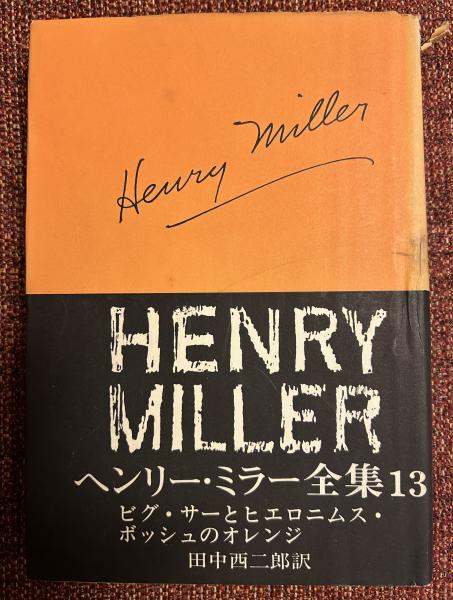 Henry Miller
HENRY
MILLER
ヘンリー・ミラー全集13
ビグ・サーとヒエロニムス・
ボッシュのオレンジ
田中西二郎訳